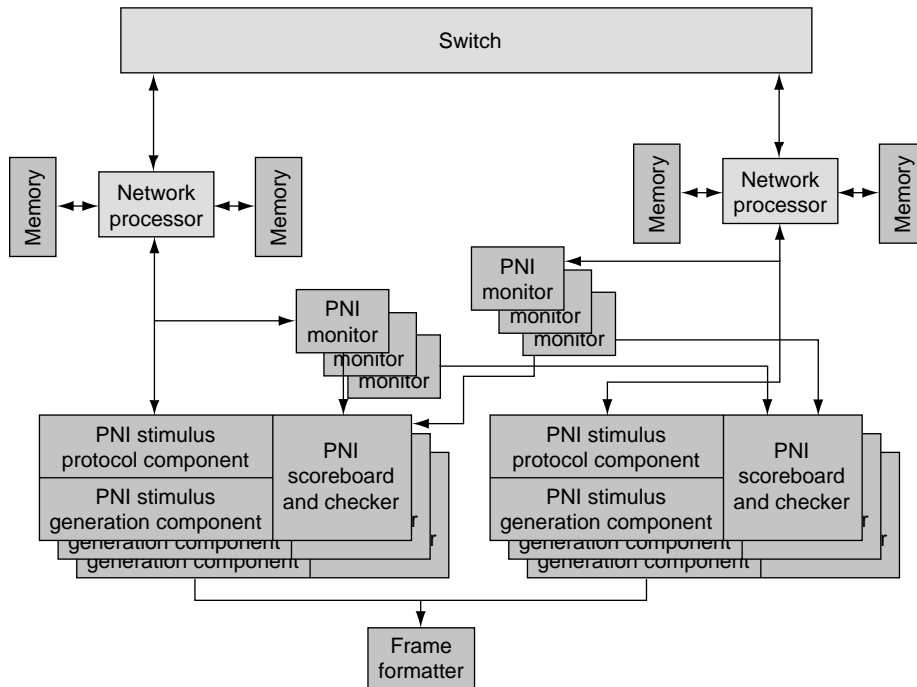 Switch
Memory
Network
processor
Memory
Memory
Network
processor
Memory
PNI
monitor
monitor
monitor
PNI
monitor
monitor
monitor
PNI stimulus
protocol component
PNI stimulus
generation component
PNI
scoreboard
and checker
generation component
generation component
PNI stimulus
protocol component
PNI stimulus
generation component
PNI
scoreboard
and checker
generation component
generation component
Frame
formatter